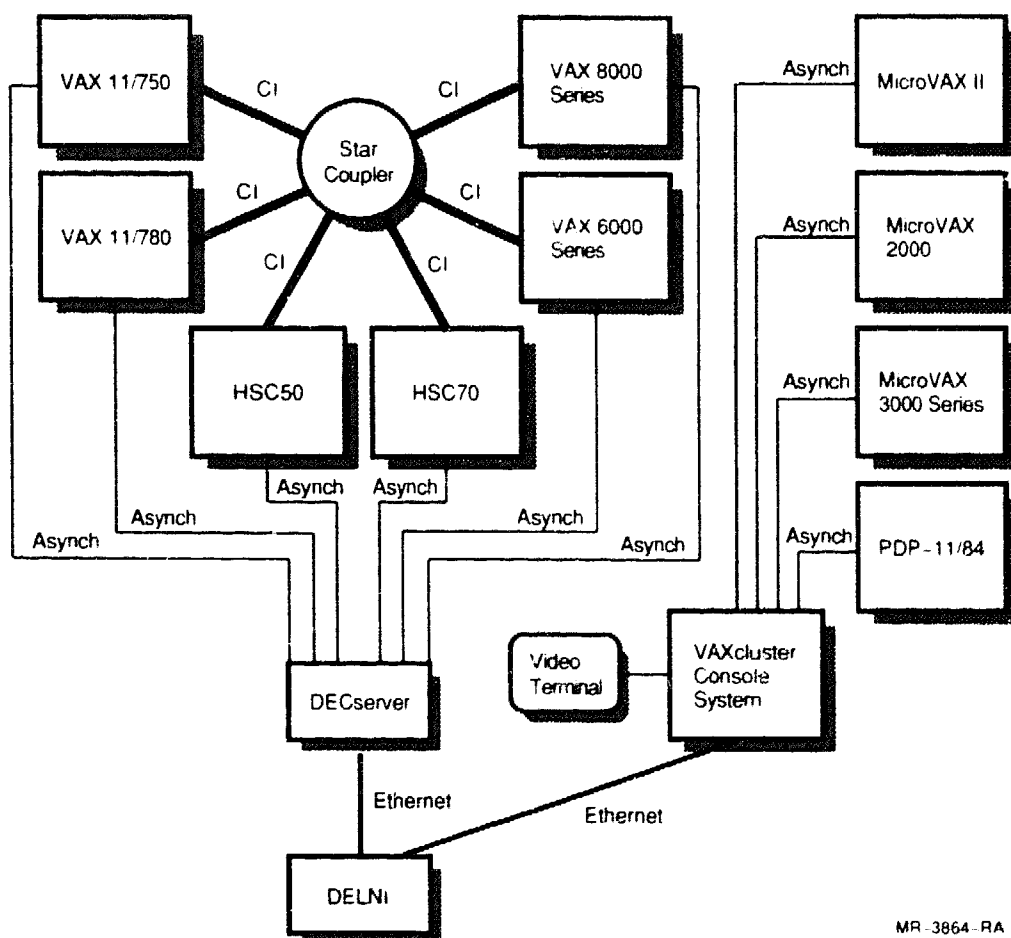 VAX 11/750
CI
CI
VAX 8000
Series
Asynch
MicroVAX II
Star
Coupler
VAX 11/780
CI
CI
VAX 6000
Series
Asynch
MicroVAX
2000
CI
CI
HSC50
HSC70
Asynch
MicroVAX
3000 Series
Asynch
Asynch
Asynch
Asynch
Asynch
Asynch
Asynch
PDP-11/84
DECserver
Video
Terminal
VAXcluster
Console
System
Ethernet
Ethernet
DELNI
MR-3864-RA